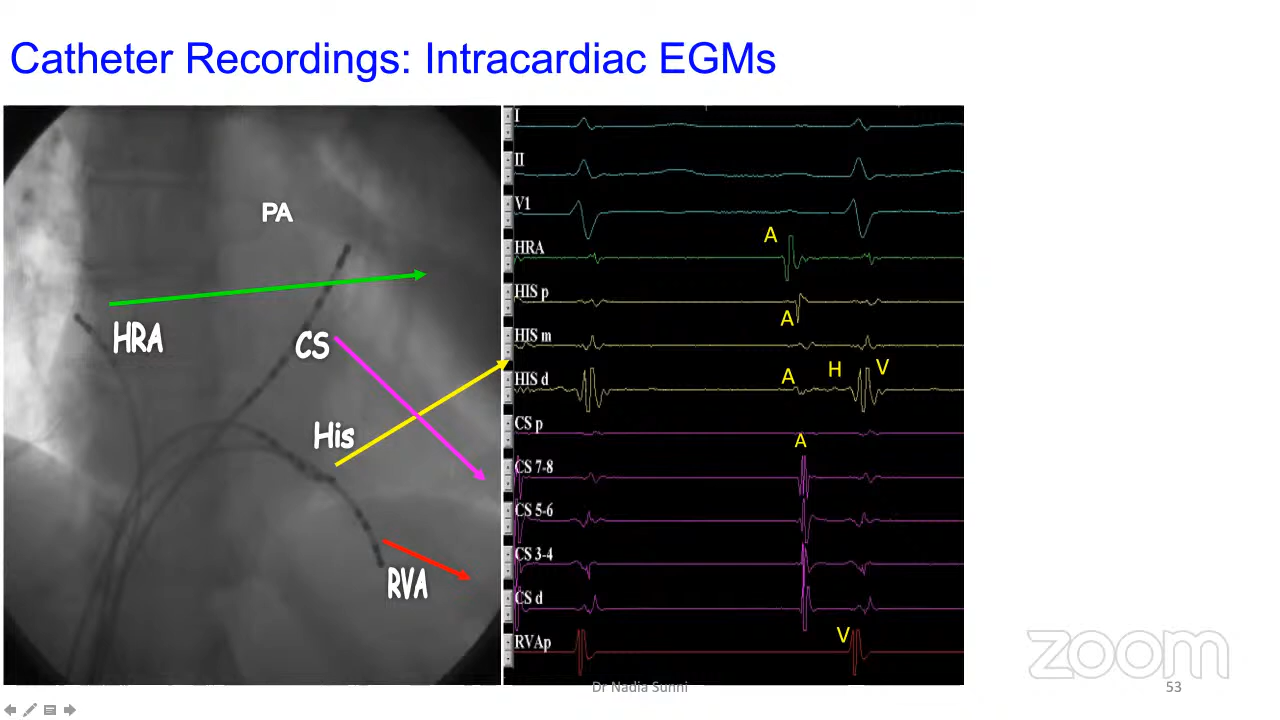 Catheter Recordings: Intracardiac EGMs
PA
HRA
CS
His
RVA
I
II
V1
A
HRA
HIS p
A
HIS m
A H V
HIS d
CS p
A
CS 7-8
CS 5-6
CS 3-4
CS d
V
RVAp
zoom
Dr Nadia Sunni
53